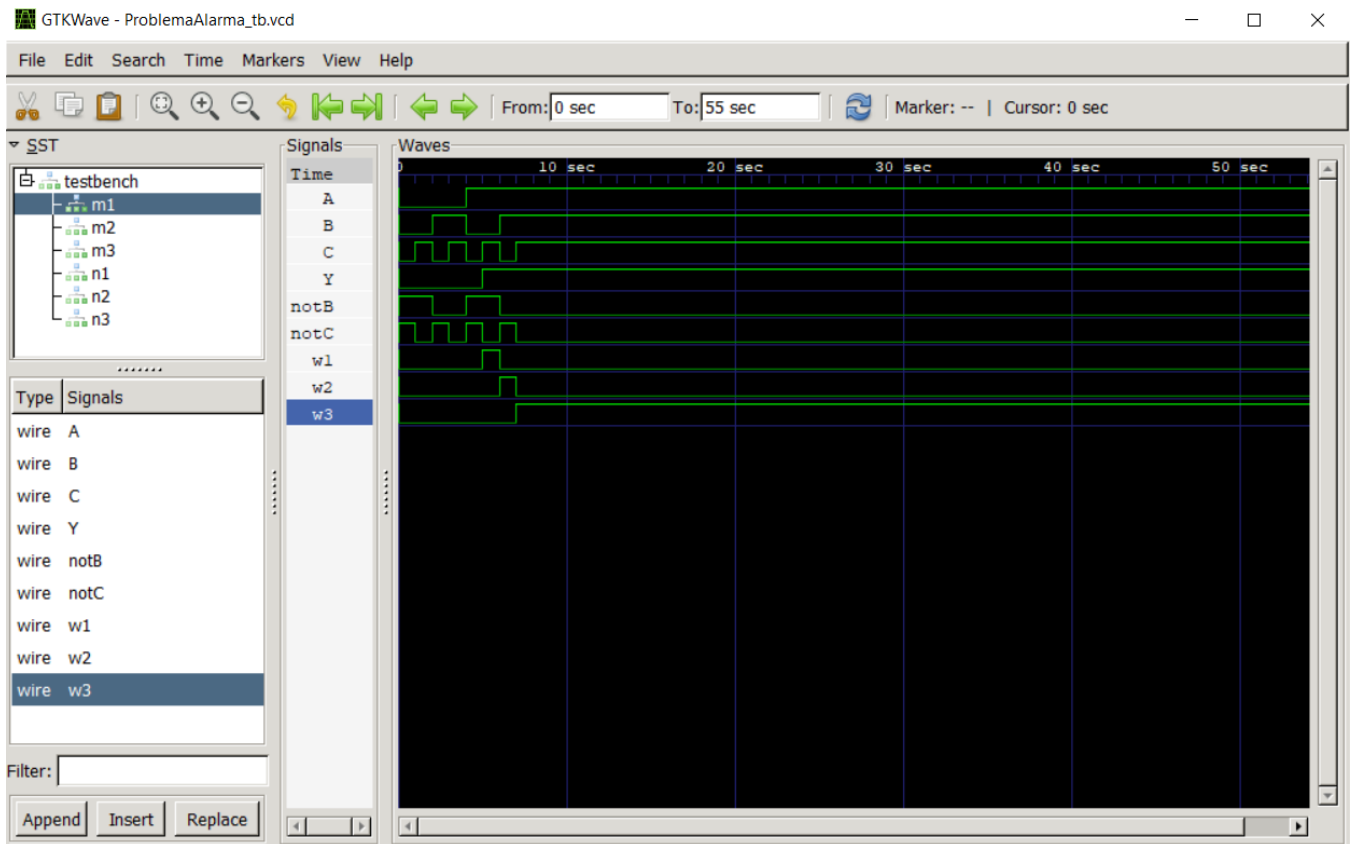 GTKWave - ProblemaAlarma_tb.vcd
File Edit Search Time Markers View Help
From: 0 sec To: 55 sec Marker: -- | Cursor: 0 sec
SST
testbench
m1
m2
m3
n1
n2
n3
Type Signals
wire A
wire B
wire C
wire Y
wire notB
wire notC
wire w1
wire w2
wire w3
Filter:
Append Insert Replace
Signals
Time
A
B
C
Y
notB
notC
w1
w2
w3
Waves
0 10 sec 20 sec 30 sec 40 sec 50 sec